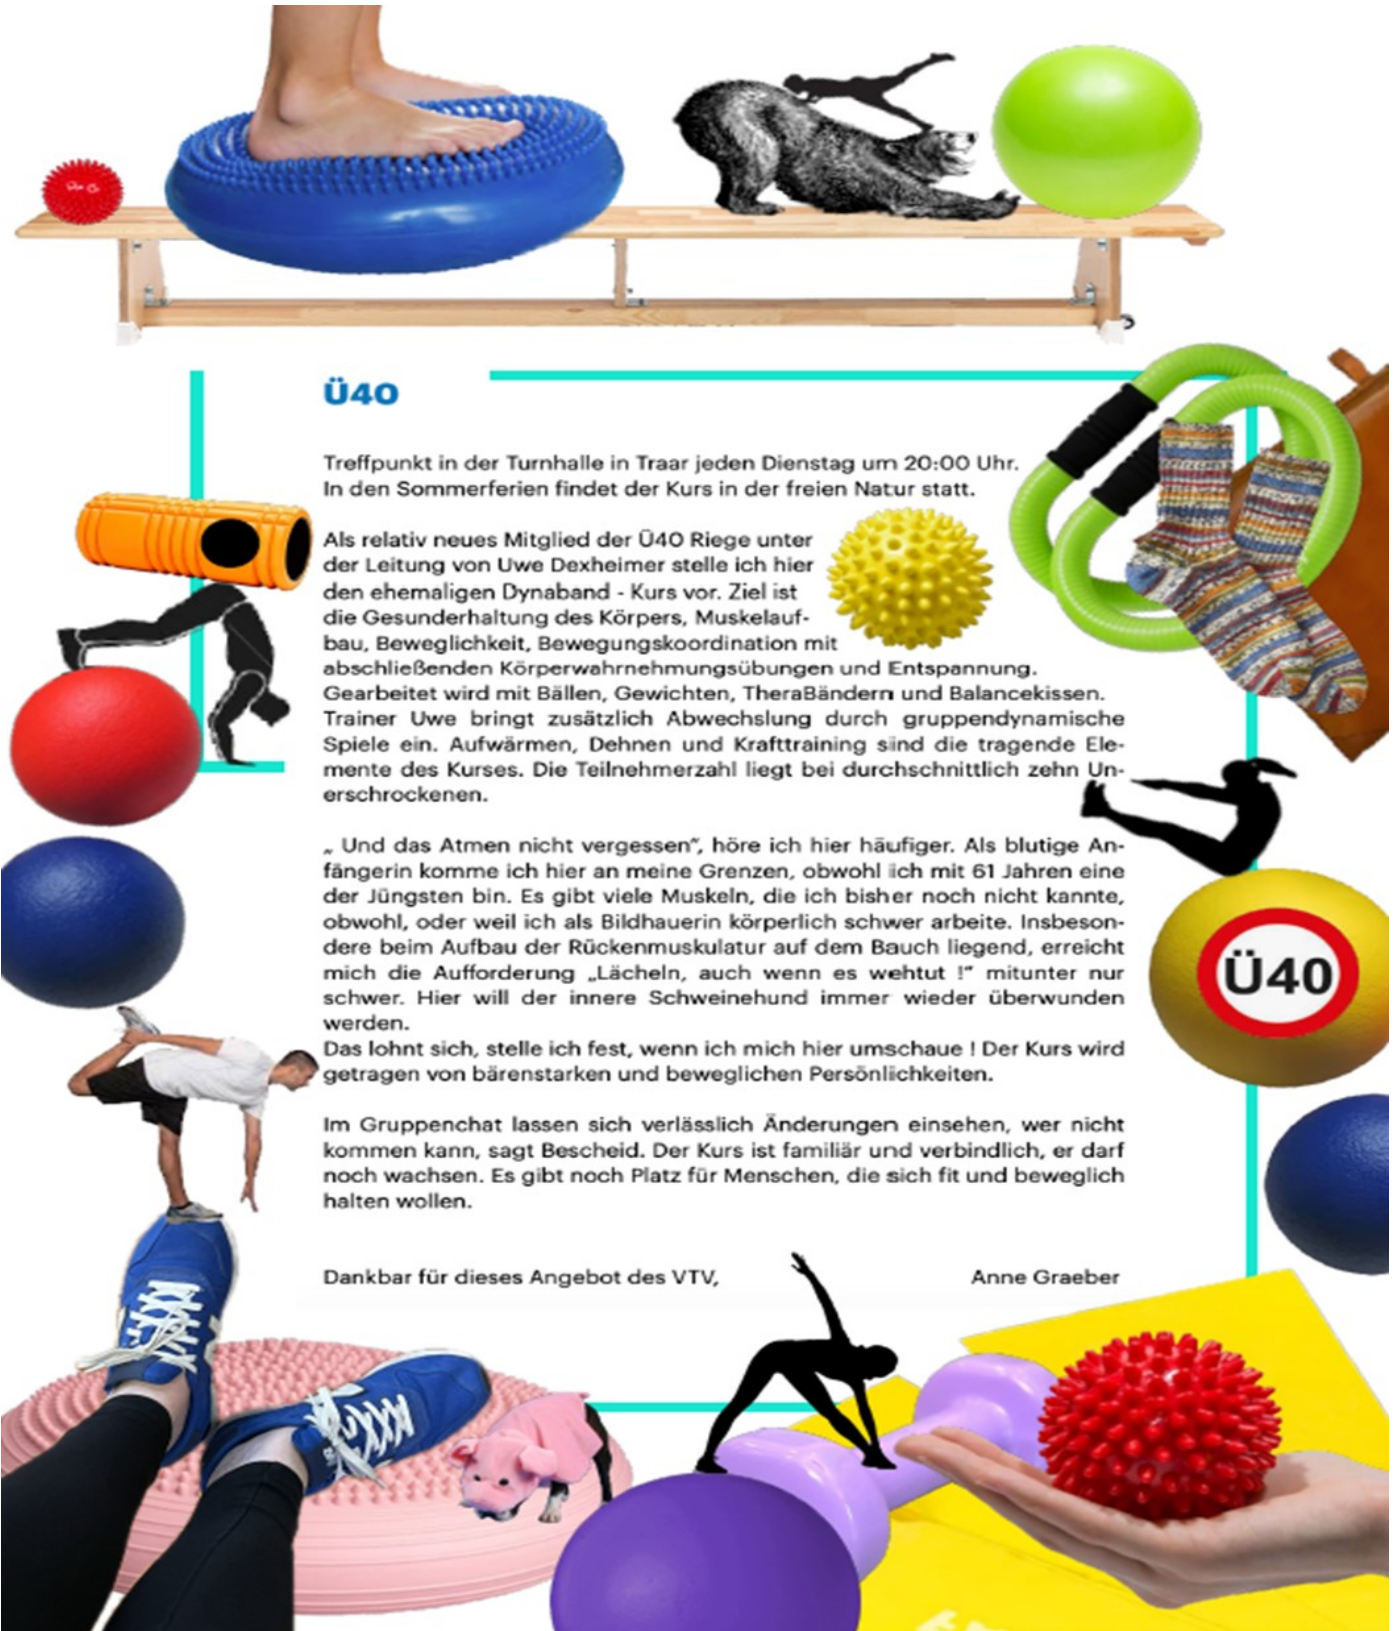 Ü40
Treffpunkt in der Turnhalle in Traar jeden Dienstag um 20:00 Uhr.
In den Sommerferien findet der Kurs in der freien Natur statt.
Als relativ neues Mitglied der Ü40 Riege unter
der Leitung von Uwe Dexheimer stelle ich hier
den ehemaligen Dynaband - Kurs vor. Ziel ist
die Gesunderhaltung des Körpers, Muskelauf-
bau, Beweglichkeit, Bewegungskoordination mit
abschließenden Körperwahrnehmungsübungen und Entspannung.
Gearbeitet wird mit Bällen, Gewichten, TheraBändern und Balancekissen.
Trainer Uwe bringt zusätzlich Abwechslung durch gruppendynamische
Spiele ein. Aufwärmen, Dehnen und Krafttraining sind die tragende Ele-
mente des Kurses. Die Teilnehmerzahl liegt bei durchschnittlich zehn Un-
erschrockenen.
„ Und das Atmen nicht vergessen“, höre ich hier häufiger. Als blutige An-
fängerin komme ich hier an meine Grenzen, obwohl ich mit 61 Jahren eine
der Jüngsten bin. Es gibt viele Muskeln, die ich bisher noch nicht kannte,
obwohl, oder weil ich als Bildhauerin körperlich schwer arbeite. Insbeson-
dere beim Aufbau der Rückenmuskulatur auf dem Bauch liegend, erreicht
mich die Aufforderung „Lächeln, auch wenn es wehtut !“ mitunter nur
schwer. Hier will der innere Schweinehund immer wieder überwunden
werden.
Das lohnt sich, stelle ich fest, wenn ich mich hier umschaue ! Der Kurs wird
getragen von bärenstarken und beweglichen Persönlichkeiten.
Ü40
Im Gruppenchat lassen sich verlässlich Änderungen einsehen, wer nicht
kommen kann, sagt Bescheid. Der Kurs ist familiär und verbindlich, er darf
noch wachsen. Es gibt noch Platz für Menschen, die sich fit und beweglich
halten wollen.
Dankbar für dieses Angebot des VTV, Anne Graeber